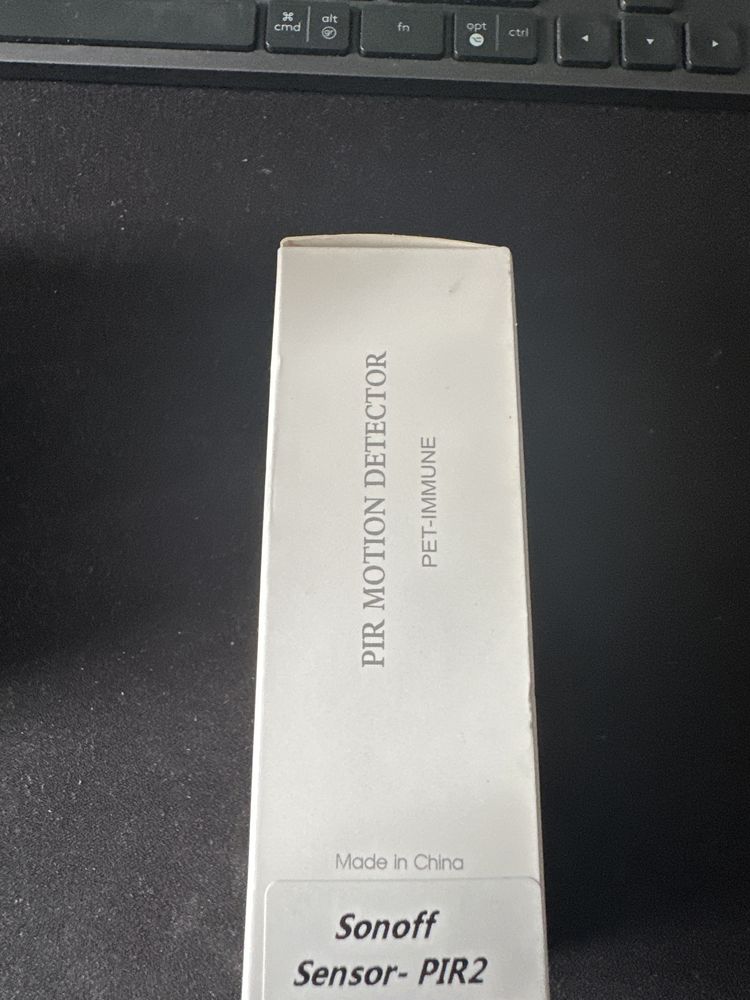 ⌘ alt
cmd
fn
opt
ctrl
PIR MOTION DETECTOR
PET-IMMUNE
Made in China
Sonoff
Sensor- PIR2